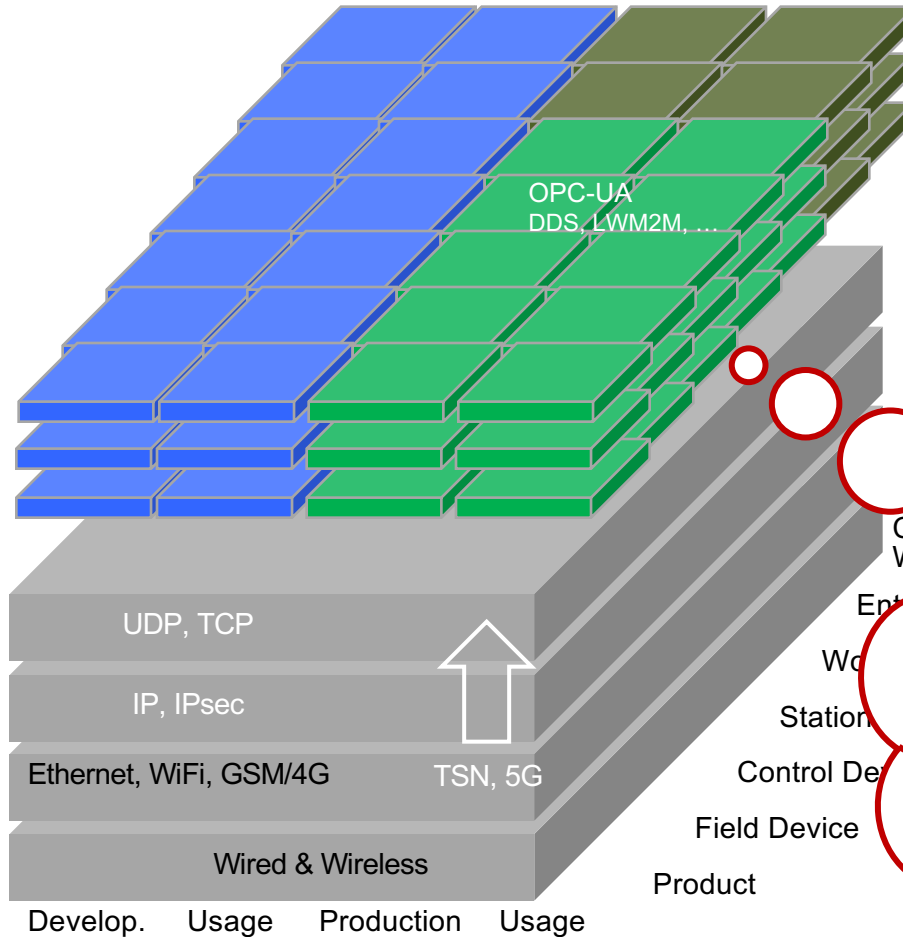 OPC-UA
DDS, LWM2M, …
UDP, TCP
IP, IPsec
Ethernet, WiFi, GSM/4G
TSN, 5G
Wired & Wireless
Station
Control
Field Device
Product
Develop. Usage Production Usage